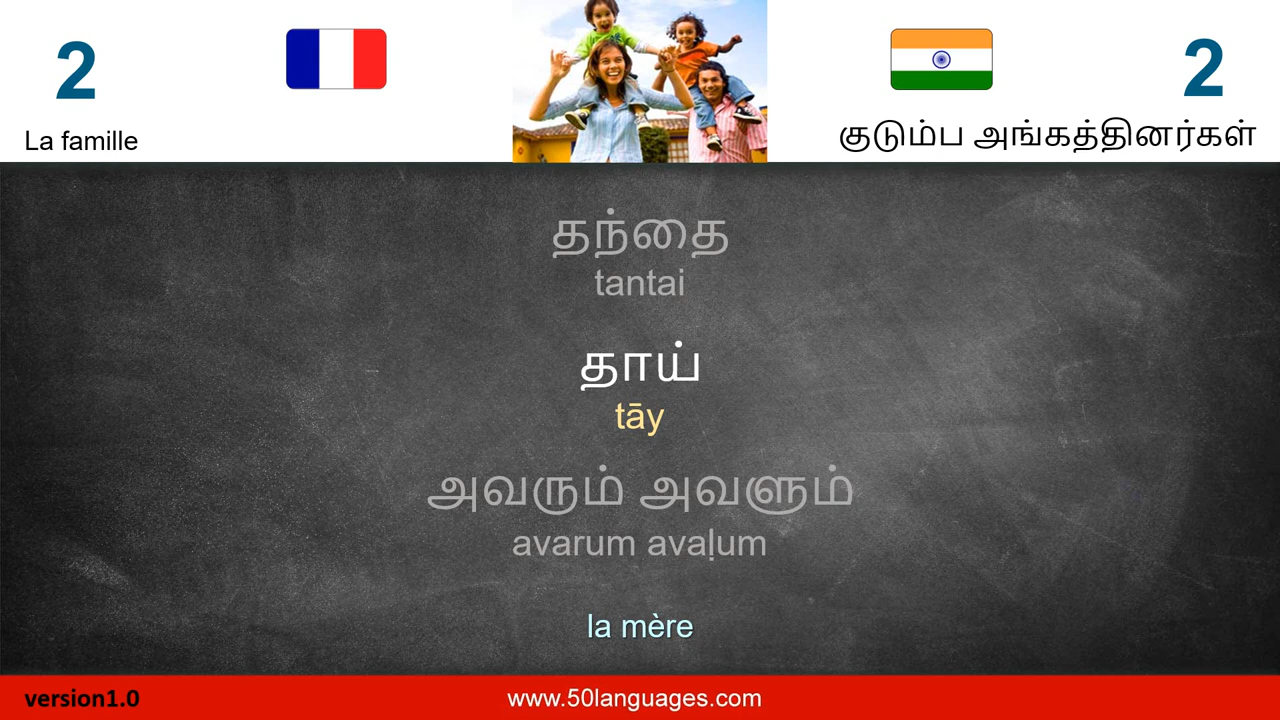 2
2
La famille
குடும்ப அங்கத்தினர்கள்
தந்தை
tantai
தாய்
tāy
அவரும் அவளும்
avarum avaḷum
la mère
version1.0
www.50languages.com